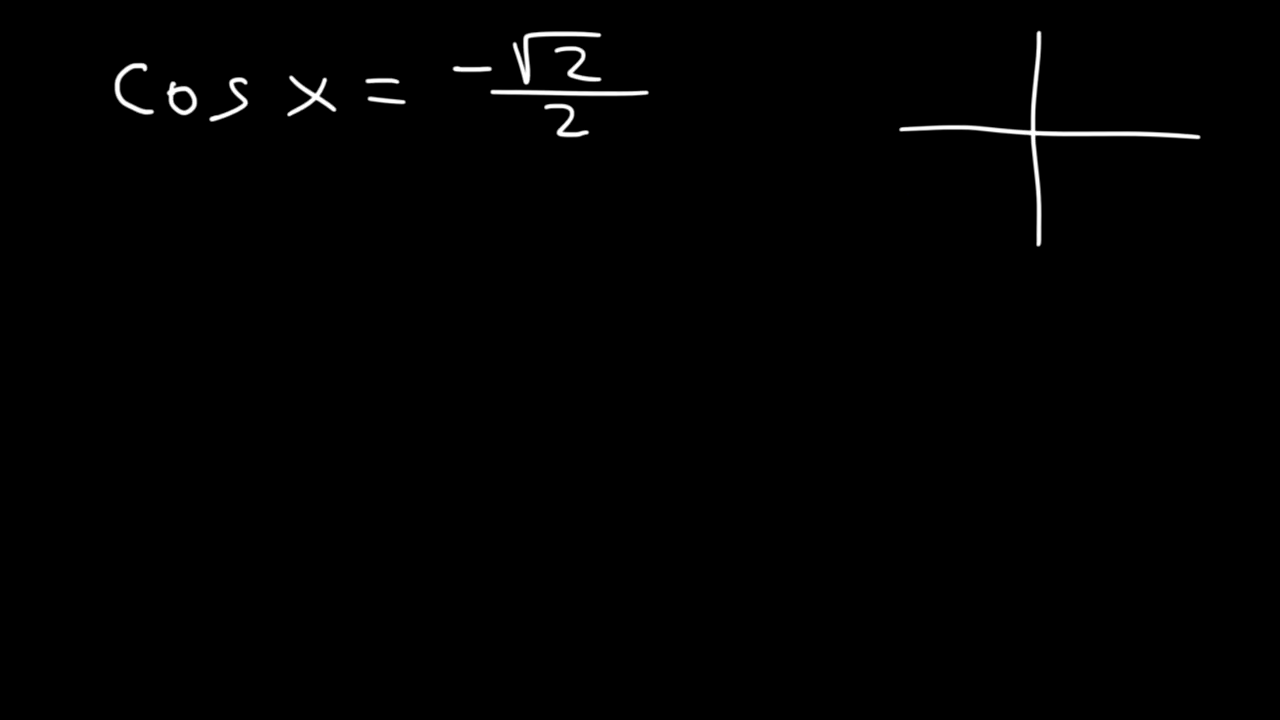 cos x = -√2/2